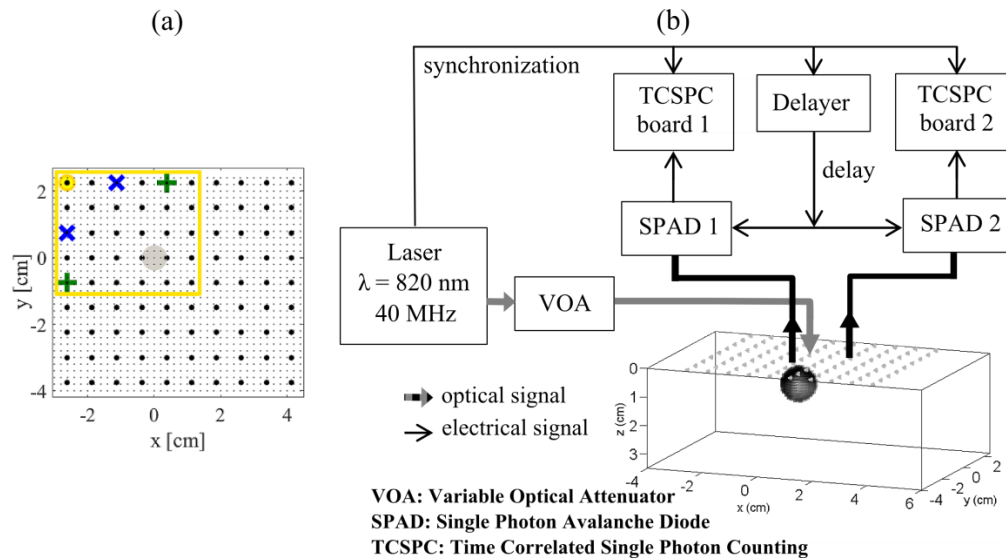 (a)
(b)
synchronization
TCSPC
board 1
Delayer
TCSPC
board 2
delay
SPAD 1
SPAD 2
Laser
λ = 820 nm
40 MHz
VOA
optical signal
electrical signal
2
0
-2
-4
y [cm]
-2
0
2
4
x [cm]
0
1
2
3
z (cm)
-4
-2
0
2
4
6
x (cm)
-4
-2
0
2
y (cm)
VOA: Variable Optical Attenuator
SPAD: Single Photon Avalanche Diode
TCSPC: Time Correlated Single Photon Counting